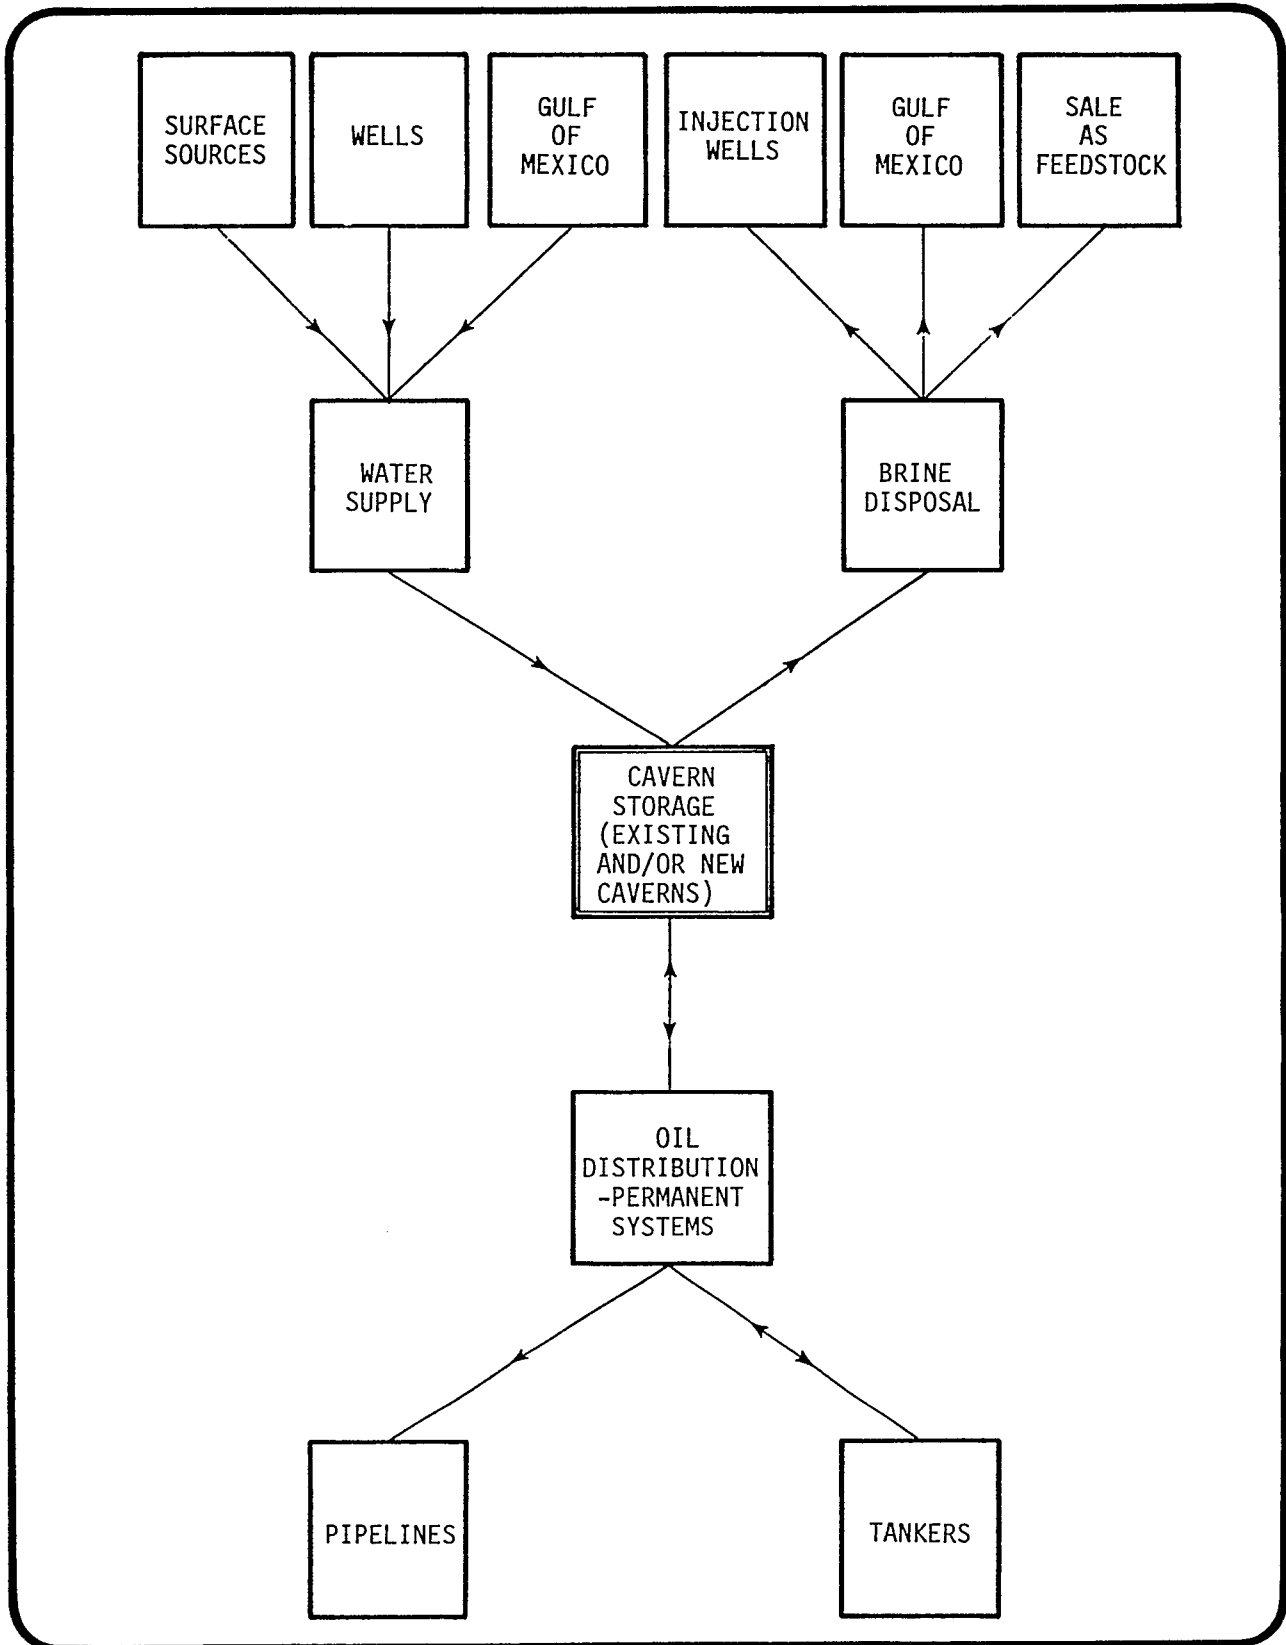 SURFACE
SOURCES
WELLS
GULF
OF
MEXICO
INJECTION
WELLS
GULF
OF
MEXICO
SALE
AS
FEEDSTOCK
WATER
SUPPLY
BRINE
DISPOSAL
CAVERN
STORAGE
(EXISTING
AND/OR NEW
CAVERNS)
OIL
DISTRIBUTION
-PERMANENT
SYSTEMS
PIPELINES
TANKERS